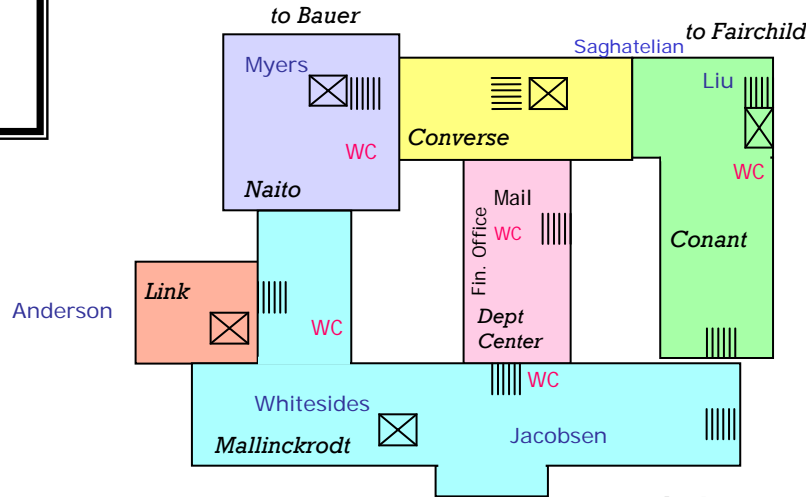 to Bauer
to Fairchild
Saghatelian
Myers
Liu
Converse
WC
WC
Naito
Mail
Fin. Office
WC
Conant
Link
Anderson
Dept
Center
WC
WC
Whitesides
Jacobsen
Mallinckrodt